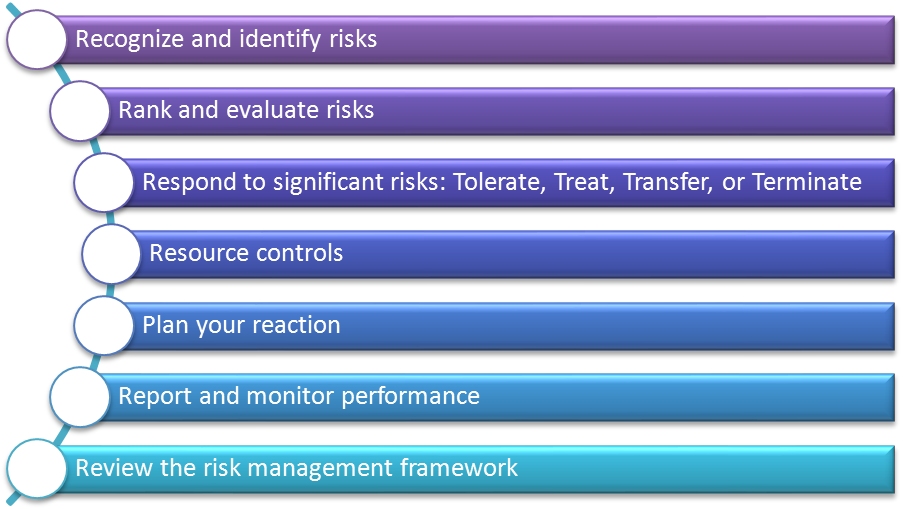 Recognize and identify risks
Rank and evaluate risks
Respond to significant risks: Tolerate, Treat, Transfer, or Terminate
Resource controls
Plan your reaction
Report and monitor performance
Review the risk management framework